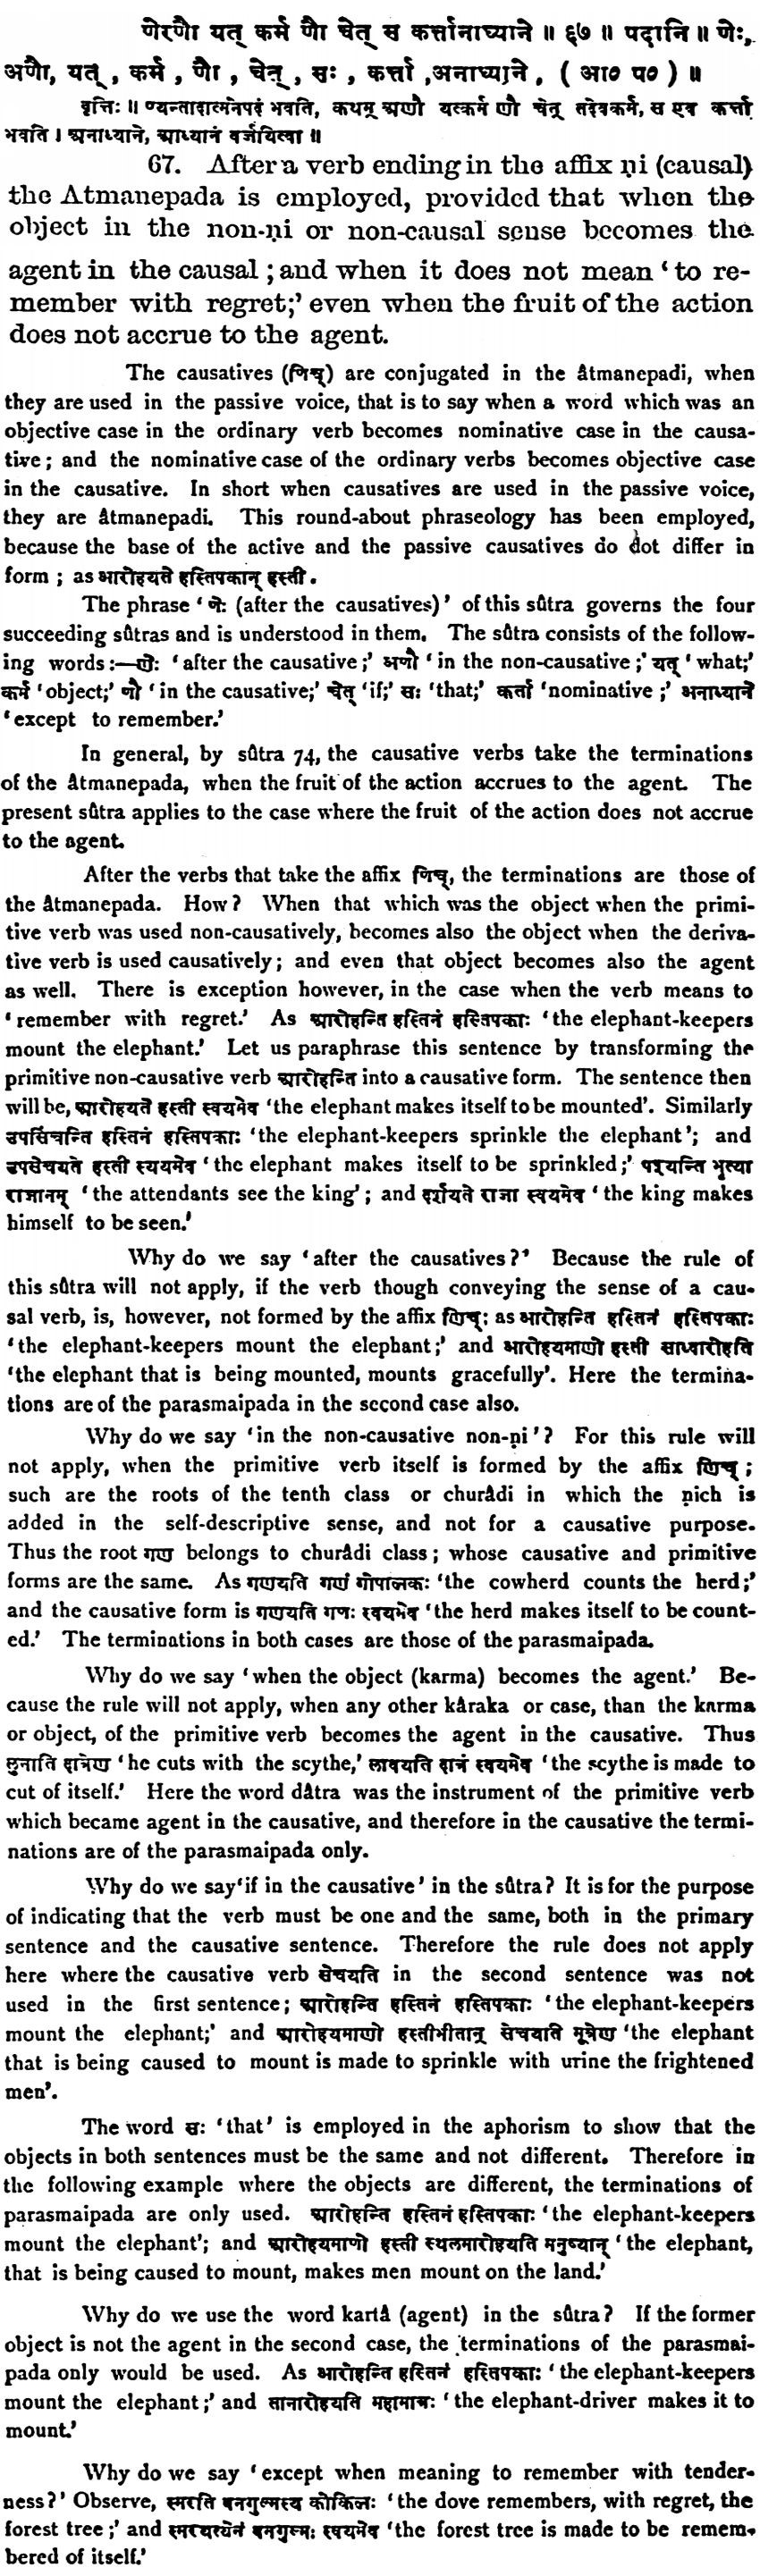 णेरणौ यत् कर्म णौ चेत् स कर्त्तानाध्याने ॥ ६७ ॥ पदानि ॥ णेः,
अणौ, यत्, कर्म, णौ, चेत्, सः, कर्त्ता, अनाध्याने, ( आ० प० ) ॥
वृत्तिः ॥ ण्यन्तादात्मनेपदं भवति, कथम् अणौ यत्कर्म णौ चेत् तदेवकर्म, स एव कर्त्ता
भवति । अनाध्याने, आध्यानं वर्जयित्वा ॥
67. After a verb ending in the affix ṇi (causal)
the Atmanepada is employed, provided that when the
object in the non-ṇi or non-causal sense becomes the
agent in the causal ; and when it does not mean ‘to re-
member with regret;’ even when the fruit of the action
does not accrue to the agent.
The causatives (णिच्) are conjugated in the âtmanepadi, when
they are used in the passive voice, that is to say when a word which was an
objective case in the ordinary verb becomes nominative case in the causa-
tive ; and the nominative case of the ordinary verbs becomes objective case
in the causative. In short when causatives are used in the passive voice,
they are âtmanepadi. This round-about phraseology has been employed,
because the base of the active and the passive causatives do dot differ in
form ; as आरोहयते हस्तिपकान् हस्ती .
The phrase ‘णे: (after the causatives)’ of this sûtra governs the four
succeeding sûtras and is understood in them. The sûtra consists of the follow-
ing words :—णेः ‘after the causative ;’ अणौ ‘in the non-causative ;’ यत् ‘what;’
कर्म ‘object;’ णौ ‘in the causative;’ चेत् ‘if;’ सः ‘that;’ कर्ता ‘nominative ;’ अनाध्याने
‘except to remember.’
In general, by sûtra 74, the causative verbs take the terminations
of the âtmanepada, when the fruit of the action accrues to the agent. The
present sûtra applies to the case where the fruit of the action does not accrue
to the agent.
After the verbs that take the affix णिच्, the terminations are those of
the âtmanepada. How ? When that which was the object when the primi-
tive verb was used non-causatively, becomes also the object when the deriva-
tive verb is used causatively ; and even that object becomes also the agent
as well. There is exception however, in the case when the verb means to
‘remember with regret.’ As आरोहन्ति हस्तिनं हस्तिपकाः ‘the elephant-keepers
mount the elephant.’ Let us paraphrase this sentence by transforming the
primitive non-causative verb आरोहन्ति into a causative form. The sentence then
will be, आरोहयते हस्ती स्वयमेव ‘the elephant makes itself to be mounted’. Similarly
उपसिंचन्ति हस्तिनं हस्तिपकाः ‘the elephant-keepers sprinkle the elephant’; and
उपसेचयते हस्ती स्वयमेव ‘the elephant makes itself to be sprinkled ;’ पश्यन्ति भृत्या
राजानम् ‘the attendants see the king’ ; and दर्शयते राजा स्वयमेव ‘the king makes
himself to be seen.’
Why do we say ‘after the causatives ?’ Because the rule of
this sûtra will not apply, if the verb though conveying the sense of a cau-
sal verb, is, however, not formed by the affix णिच्: as आरोहन्ति हस्तिनं हस्तिपकाः
‘the elephant-keepers mount the elephant ;’ and आरोहयमाणो हस्ती साध्वारोहति
‘the elephant that is being mounted, mounts gracefully’. Here the termina-
tions are of the parasmaipada in the second case also.
Why do we say ‘in the non-causative non-ṇi’ ? For this rule will
not apply, when the primitive verb itself is formed by the affix णिच् ;
such are the roots of the tenth class or churâdi in which the ṇich is
added in the self-descriptive sense, and not for a causative purpose.
Thus the root गण belongs to churâdi class ; whose causative and primitive
forms are the same. As गणयति गणं गोपालकः ‘the cowherd counts the herd ;’
and the causative form is गणयति गणः स्वयमेव ‘the herd makes itself to be count-
ed.’ The terminations in both cases are those of the parasmaipada.
Why do we say ‘when the object (karma) becomes the agent.’ Be-
cause the rule will not apply, when any other kâraka or case, than the karma
or object, of the primitive verb becomes the agent in the causative. Thus
लुनाति दात्रेण ‘he cuts with the scythe,’ लावयति दात्रं स्वयमेव ‘the scythe is made to
cut of itself.’ Here the word dâtra was the instrument of the primitive verb
which became agent in the causative, and therefore in the causative the termi-
nations are of the parasmaipada only.
Why do we say ‘if in the causative’ in the sûtra ? It is for the purpose
of indicating that the verb must be one and the same, both in the primary
sentence and the causative sentence. Therefore the rule does not apply
here where the causative verb सेचयति in the second sentence was not
used in the first sentence ; आरोहन्ति हस्तिनं हस्तिपकाः ‘the elephant-keepers
mount the elephant;’ and आरोहयमाणो हस्तीभीतान् सेचयति मूत्रेण ‘the elephant
that is being caused to mount is made to sprinkle with urine the frightened
men’.
The word सः ‘that’ is employed in the aphorism to show that the
objects in both sentences must be the same and not different. Therefore in
the following example where the objects are different, the terminations of
parasmaipada are only used. आरोहन्ति हस्तिनं हस्तिपकाः ‘the elephant-keepers
mount the elephant’; and आरोहयमाणो हस्ती स्थलमारोहयति मनुष्यान् ‘the elephant,
that is being caused to mount, makes men mount on the land.’
Why do we use the word kartâ (agent) in the sûtra ? If the former
object is not the agent in the second case, the terminations of the parasmai-
pada only would be used. As आरोहन्ति हस्तिनं हस्तिपकाः ‘the elephant-keepers
mount the elephant ;’ and तानारोहयति महामात्रः ‘the elephant-driver makes it to
mount.’
Why do we say ‘except when meaning to remember with tender-
ness ?’ Observe, स्मरति वनगुल्मस्य कोकिलः ‘the dove remembers, with regret, the
forest tree ;’ and स्मरयत्येनं वनगुल्मः स्वयमेव ‘the forest tree is made to be remem-
bered of itself.’